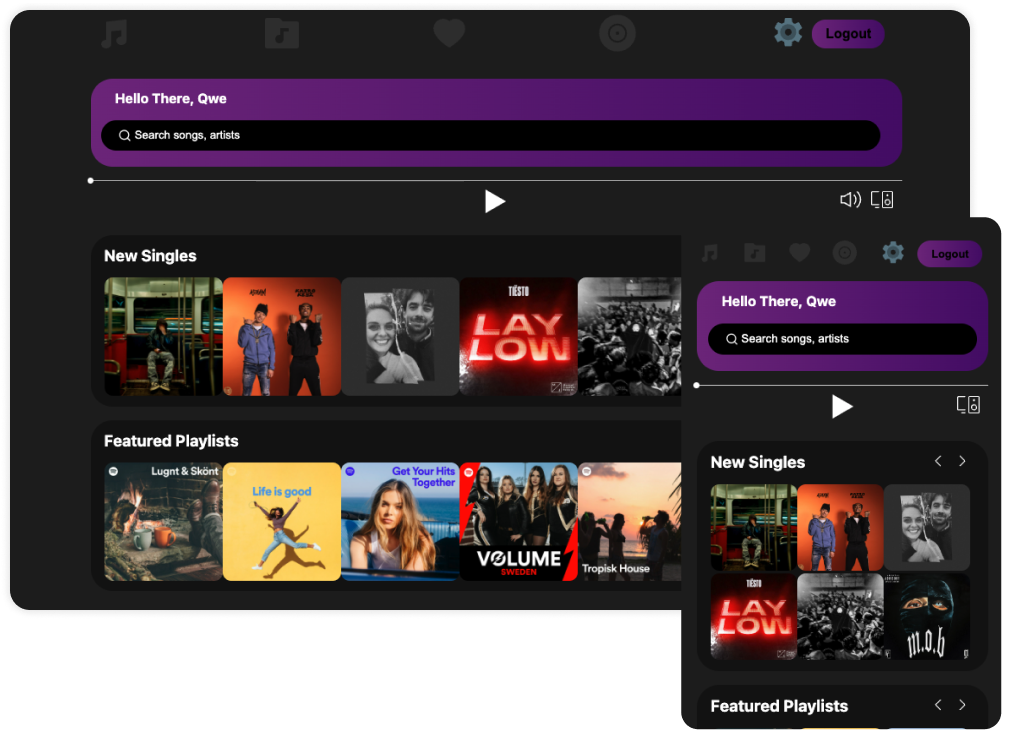 Logout
Hello There, Qwe
Search songs, artists
New Singles
TIËSTO
LAY
LOW
Featured Playlists
Lugnt & Skönt
Life is good
Get Your Hits
Together
VOLUME
SWEDEN
Tropisk House
Logout
Hello There, Qwe
Search songs, artists
New Singles
TIËSTO
LAY
LOW
m.o.b
Featured Playlists